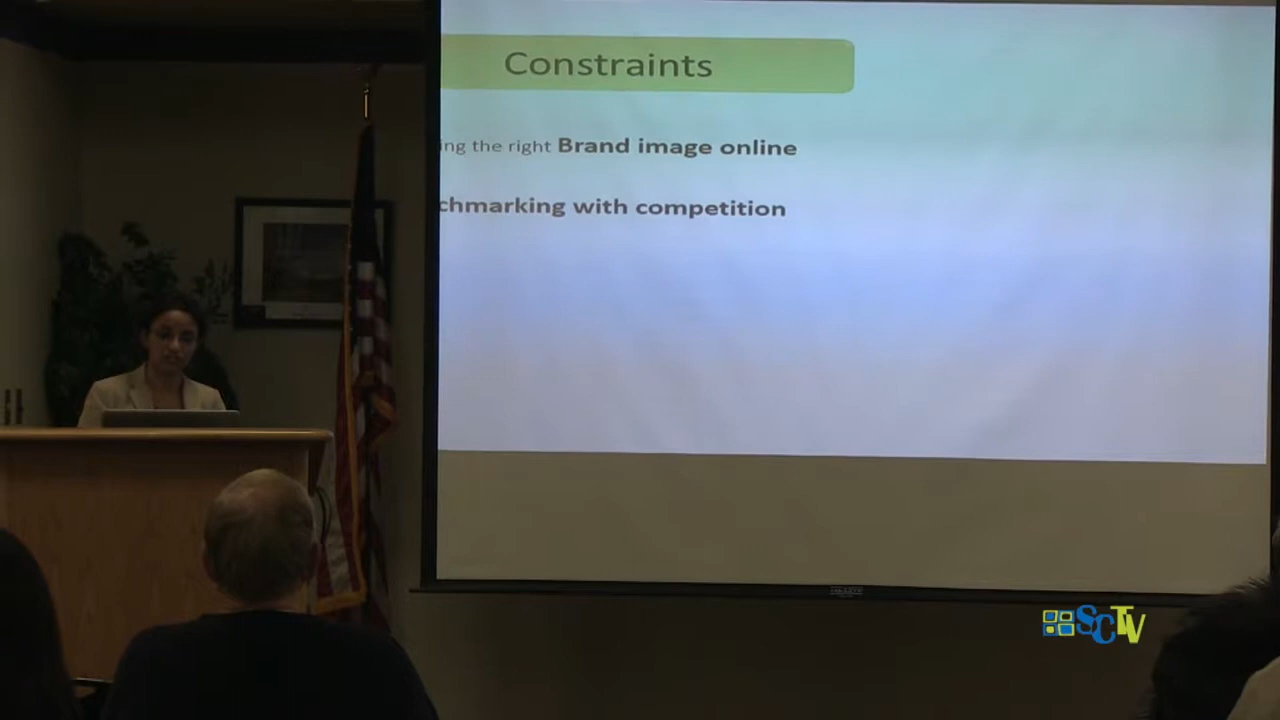 Constraints
ing the right Brand image online
chmarking with competition
SCTV